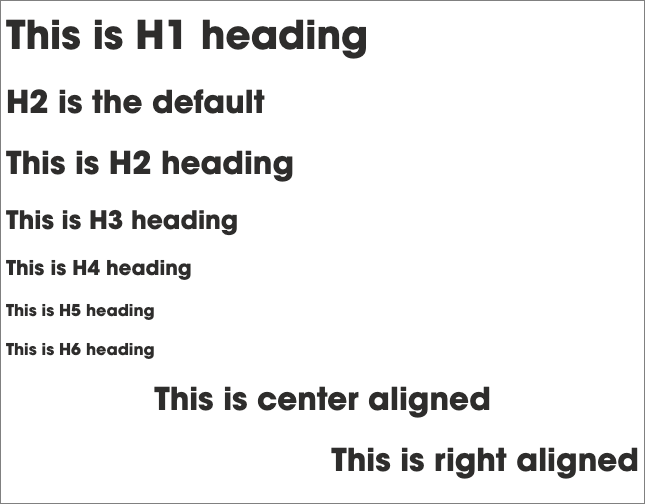 This is H1 heading
H2 is the default
This is H2 heading
This is H3 heading
This is H4 heading
This is H5 heading
This is H6 heading
This is center aligned
This is right aligned